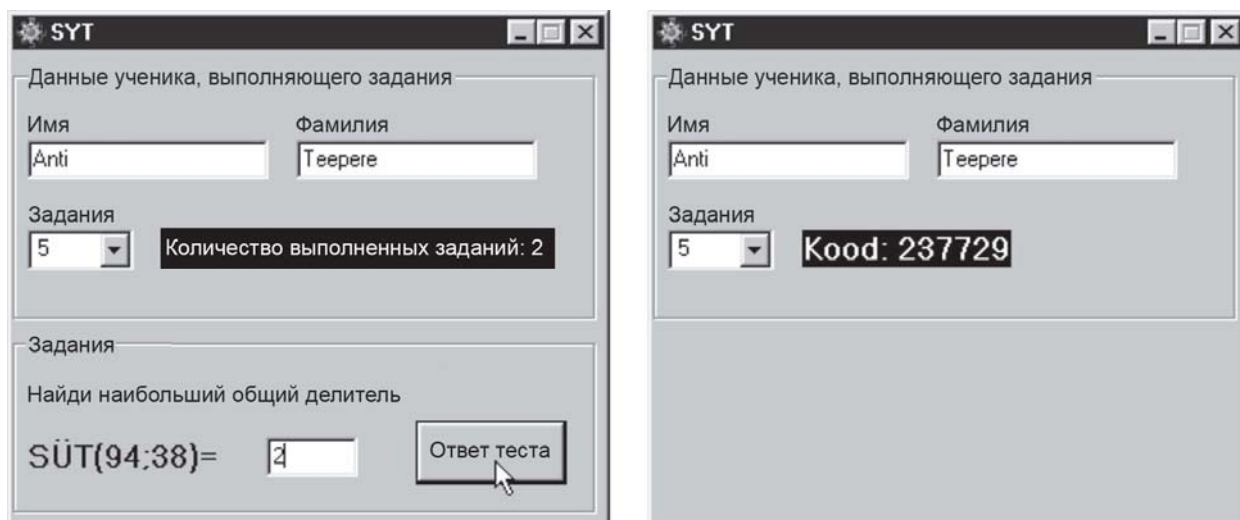 SYT
Данные ученика, выполняющего задания
Имя Фамилия
Anti Teepere
Задания
5 Количество выполненных заданий: 2
Задания
Найди наибольший общий делитель
SÜT(94;38)= 2 Ответ теста
SYT
Данные ученика, выполняющего задания
Имя Фамилия
Anti Teepere
Задания
5 Kood: 237729